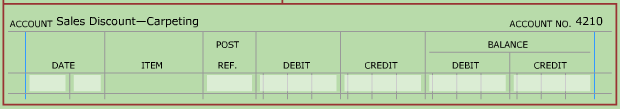 ACCOUNT Sales Discount—Carpeting ACCOUNT NO. 4210
POST BALANCE
DATE ITEM REF. DEBIT CREDIT DEBIT CREDIT